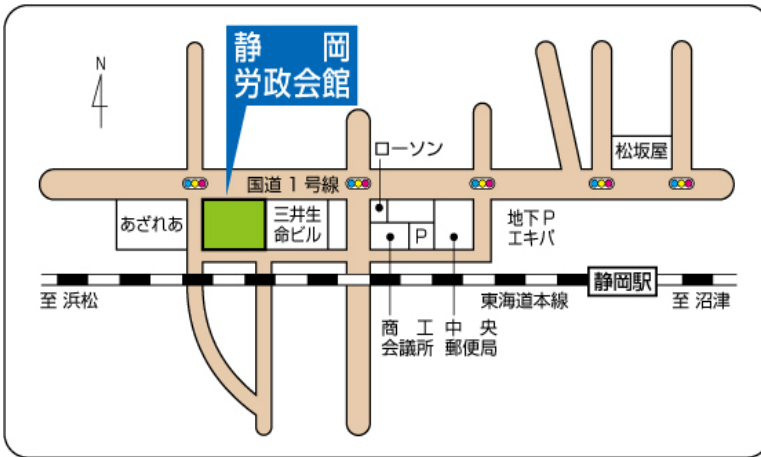 N
静 岡
労政会館
ローソン
松坂屋
国道1号線
あざれあ
三井生
命ビル
P
地下P
エキパ
静岡駅
至 浜松
東海道本線
至 沼津
商 工
会議所
中 央
郵便局